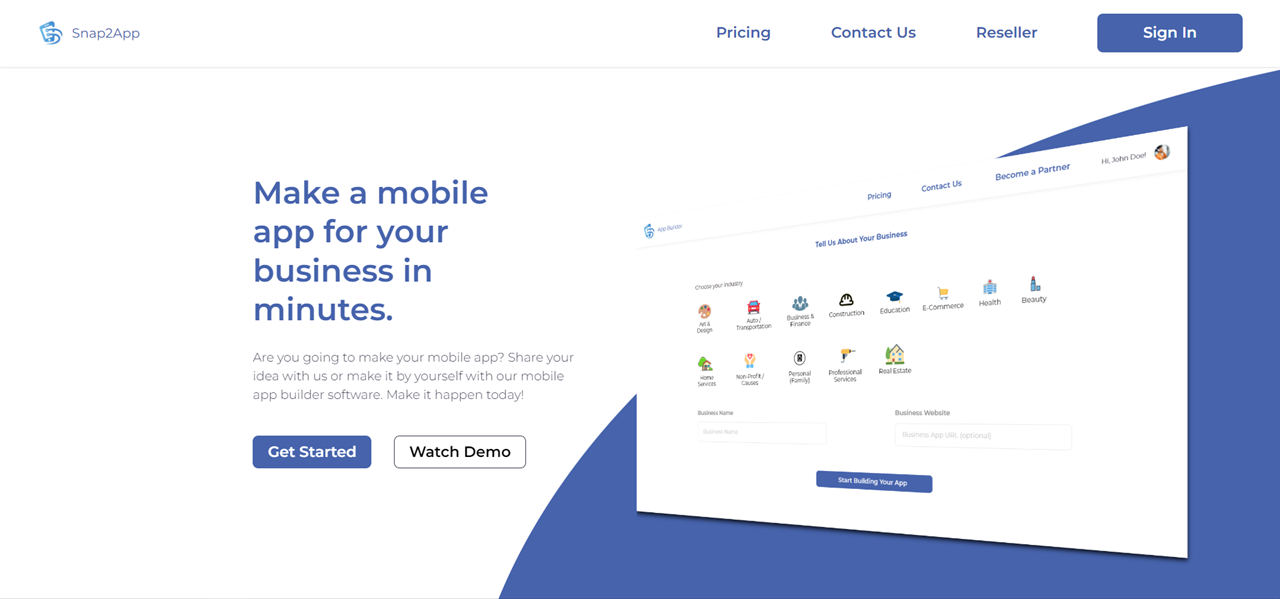 Snap2App
Pricing
Contact Us
Reseller
Sign In
Make a mobile
app for your
business in
minutes.
Are you going to make your mobile app? Share your
idea with us or make it by yourself with our mobile
app builder software. Make it happen today!
Get Started
Watch Demo
App Builder
Pricing
Contact Us
Become a Partner
Hi, John Doe!
Tell Us About Your Business
Choose your industry
Art &
Design
Auto /
Transportation
Business &
Finance
Construction
Education
E-Commerce
Health
Beauty
Home
Services
Non-Profit /
Causes
Personal
(Family)
Professional
Services
Real Estate
Business Name
Business Name
Business Website
Business App URL (optional)
Start Building Your App